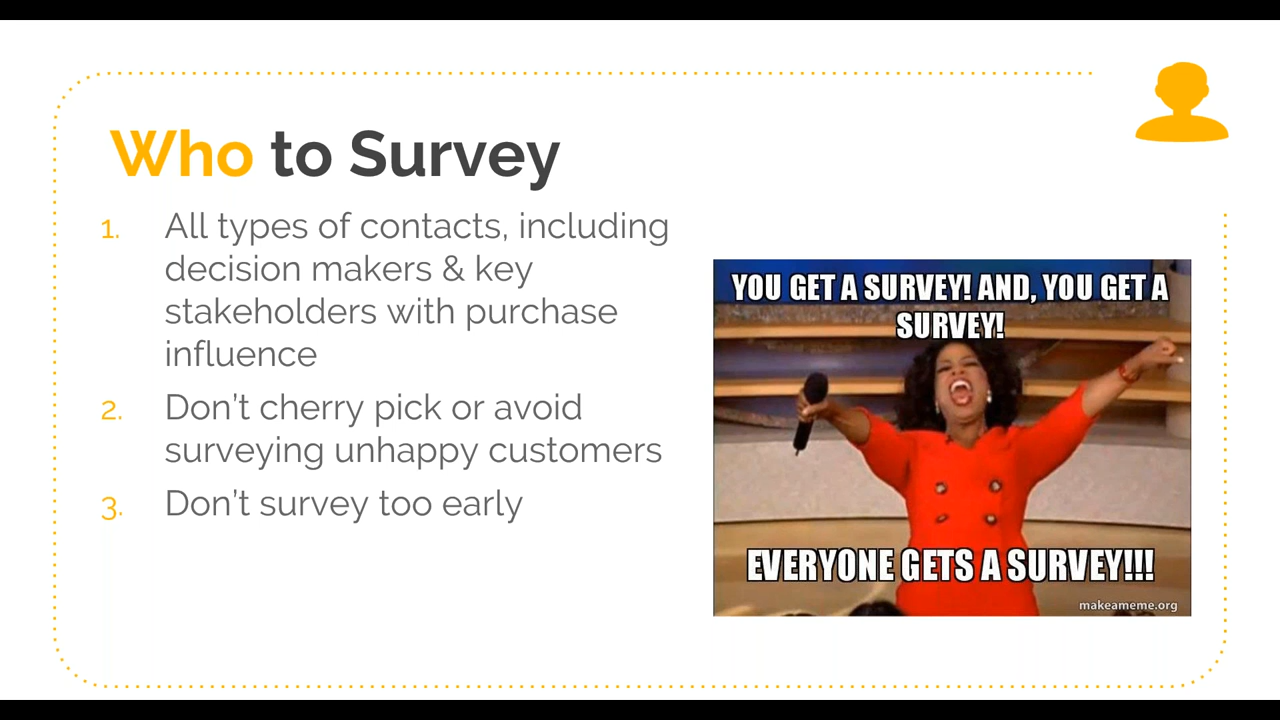 Who to Survey
1. All types of contacts, including
decision makers & key
stakeholders with purchase
influence
2. Don’t cherry pick or avoid
surveying unhappy customers
3. Don’t survey too early
YOU GET A SURVEY! AND, YOU GET A
SURVEY!
EVERYONE GETS A SURVEY!!!
makeameme.org